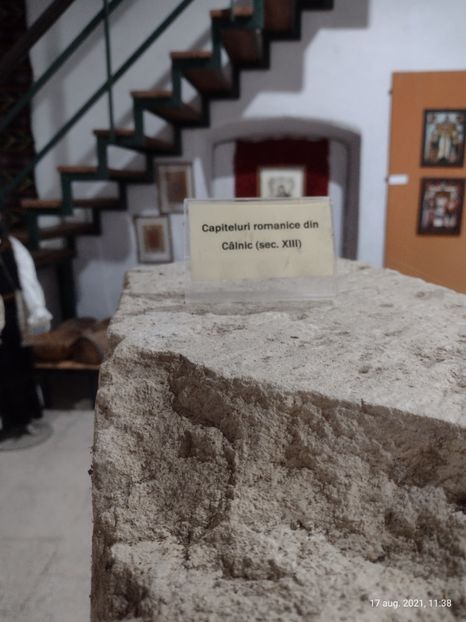 Capiteluri romanice din
Câlnic (sec. XIII)
17 aug. 2021, 11:38